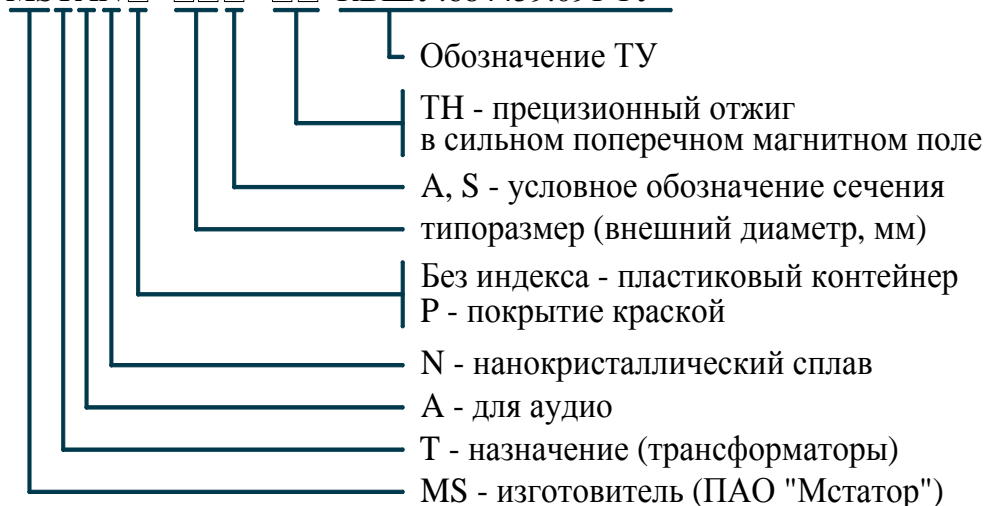 Обозначение ТУ
ТН - прецизионный отжиг
в сильном поперечном магнитном поле
A, S - условное обозначение сечения
типоразмер (внешний диаметр, мм)
Без индекса - пластиковый контейнер
P - покрытие краской
N - нанокристаллический сплав
А - для аудио
Т - назначение (трансформаторы)
MS - изготовитель (ПАО "Мстатор")